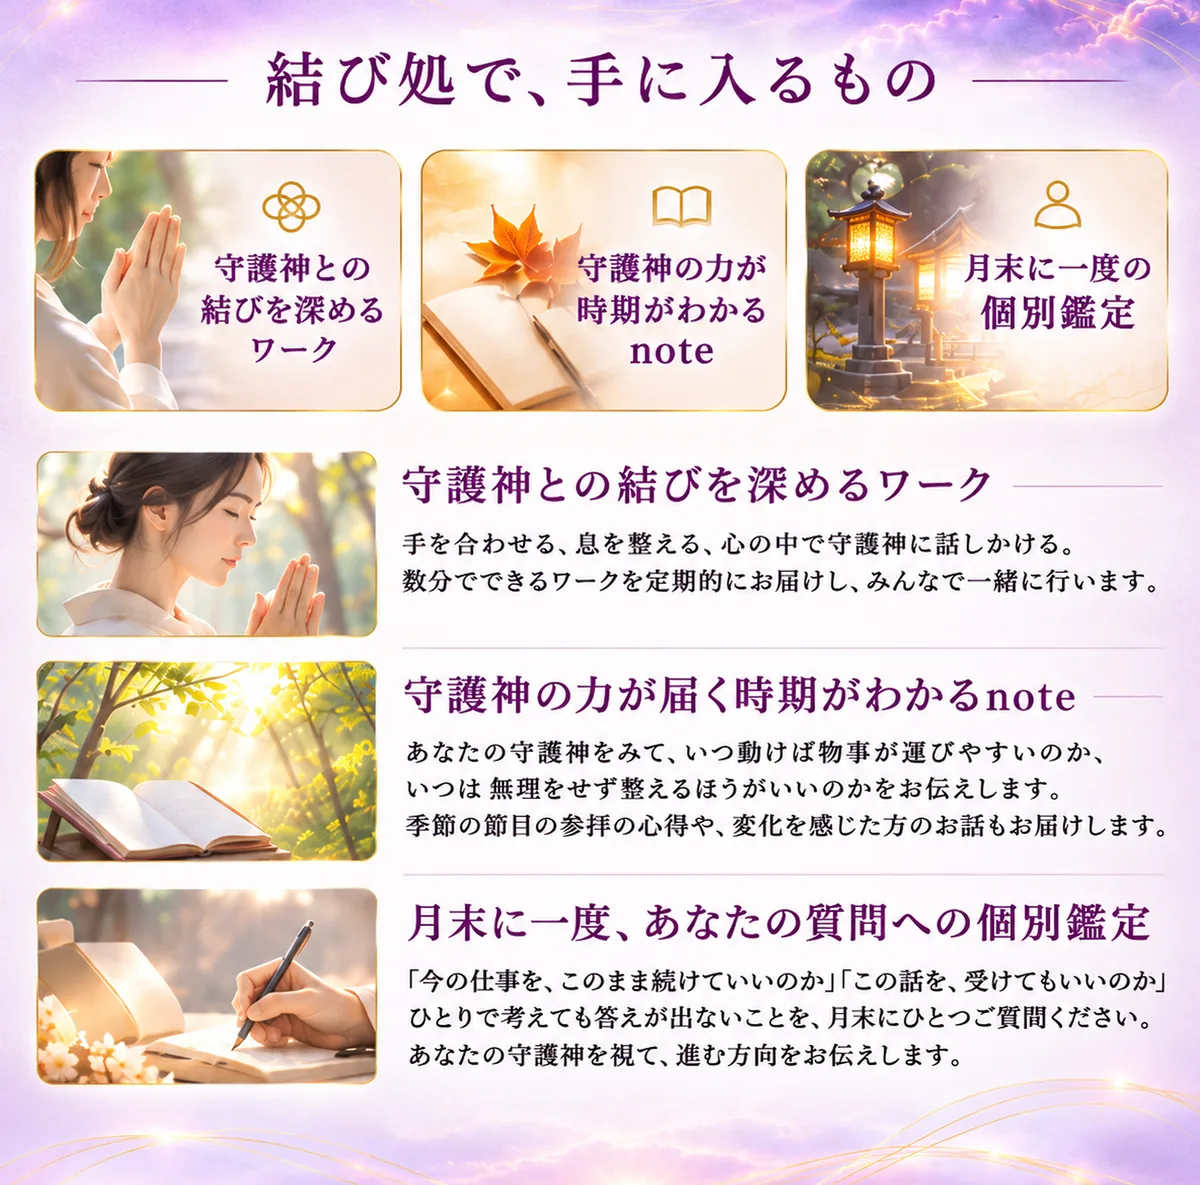 結び処で、手に入るもの
守護神との
結びを深める
ワーク
守護神の力が
時期がわかる
note
月末に一度の
個別鑑定
守護神との結びを深めるワーク
手を合わせる、息を整える、心の中で守護神に話しかける。
数分でできるワークを定期的にお届けし、みんなで一緒に行います。
守護神の力が届く時期がわかるnote
あなたの守護神をみて、いつ動けば物事が運びやすいのか、
いつは 無理をせず整えるほうがいいのかをお伝えします。
季節の節目の参拝の心得や、変化を感じた方のお話もお届けします。
月末に一度、あなたの質問への個別鑑定
「今の仕事を、このまま続けていいのか」「この話を、受けてもいいのか」
ひとりで考えても答えが出ないことを、月末にひとつご質問ください。
あなたの守護神を視て、進む方向をお伝えします。